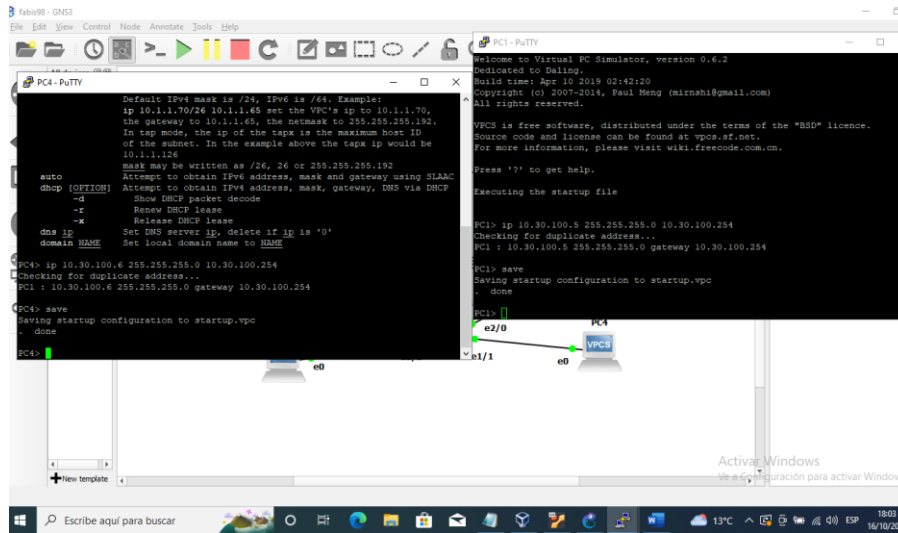 fabis98 - GNS3
File Edit View Control Node Annotate Tools Help
PC4 - PuTTY
Default IPv4 mask is /24, IPv6 is /64. Example:
ip 10.1.1.70/26 10.1.1.65 set the VPC's ip to 10.1.1.70,
the gateway to 10.1.1.65, the netmask to 255.255.255.192.
In tap mode, the ip of the tapx is the maximum host ID
of the subnet. In the example above the tapx ip would be
10.1.1.126
mask may be written as /26, 26 or 255.255.255.192
auto Attempt to obtain IPv6 address, mask and gateway using SLAAC
dhcp [OPTION] Attempt to obtain IPv4 address, mask, gateway, DNS via DHCP
-d Show DHCP packet decode
-r Renew DHCP lease
-x Release DHCP lease
dns ip Set DNS server ip, delete if ip is '0'
domain NAME Set local domain name to NAME
PC4> ip 10.30.100.6 255.255.255.0 10.30.100.254
Checking for duplicate address...
PC1 : 10.30.100.6 255.255.255.0 gateway 10.30.100.254
PC4> save
Saving startup configuration to startup.vpc
. done
PC4>
PC1 - PuTTY
Welcome to Virtual PC Simulator, version 0.6.2
Dedicated to Daling.
Build time: Apr 10 2019 02:42:20
Copyright (c) 2007-2014, Paul Meng (mirnshi@gmail.com)
All rights reserved.
VPCS is free software, distributed under the terms of the "BSD" licence.
Source code and license can be found at vpcs.sf.net.
For more information, please visit wiki.freecode.com.cn.
Press '?' to get help.
Executing the startup file
PC1> ip 10.30.100.5 255.255.255.0 10.30.100.254
Checking for duplicate address...
PC1 : 10.30.100.5 255.255.255.0 gateway 10.30.100.254
PC1> save
Saving startup configuration to startup.vpc
. done
PC1>
e2/0
PC4
VPCS
e1/1
e0
e0
Activar Windows
Ve a Configuración para activar Window
New template
Escribe aquí para buscar
13°C
ESP
18:03
16/10/20